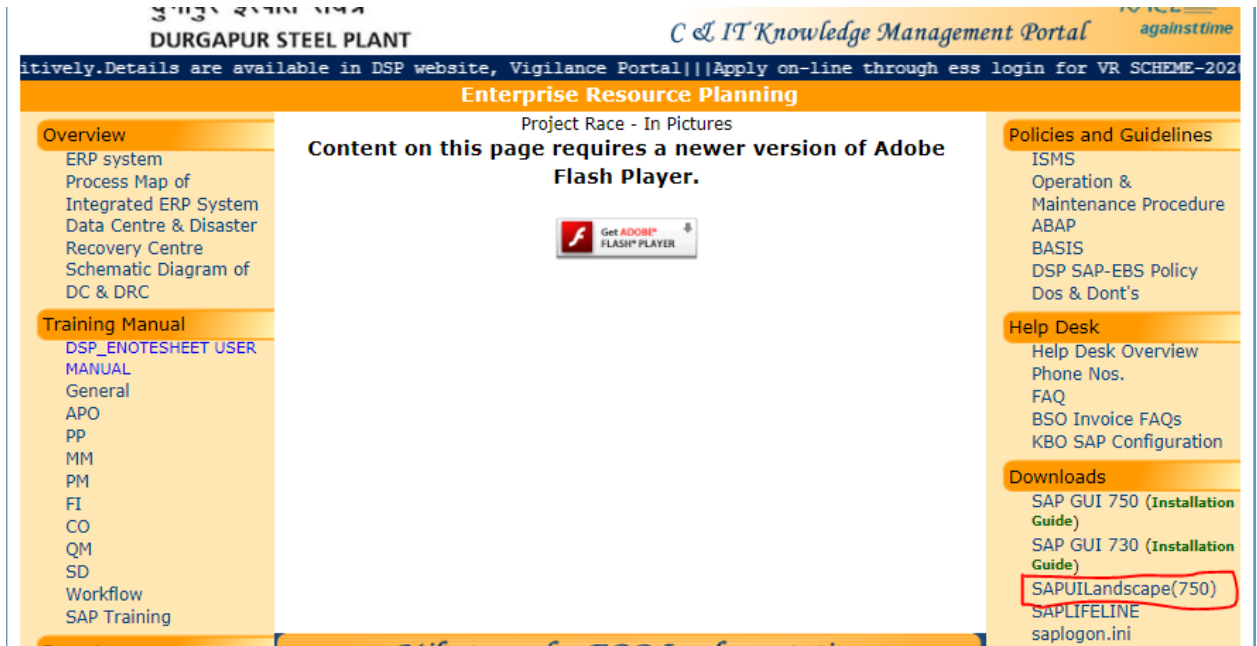 DURGAPUR STEEL PLANT
C & IT Knowledge Management Portal
againsttime
itively.Details are available in DSP website, Vigilance Portal|||Apply on-line through ess login for VR SCHEME-202
Enterprise Resource Planning
Overview
ERP system
Process Map of
Integrated ERP System
Data Centre & Disaster
Recovery Centre
Schematic Diagram of
DC & DRC
Training Manual
DSP_ENOTESHEET USER
MANUAL
General
APO
PP
MM
PM
FI
CO
QM
SD
Workflow
SAP Training
Project Race - In Pictures
Content on this page requires a newer version of Adobe
Flash Player.
Get ADOBE®
FLASH® PLAYER
Policies and Guidelines
ISMS
Operation &
Maintenance Procedure
ABAP
BASIS
DSP SAP-EBS Policy
Dos & Dont's
Help Desk
Help Desk Overview
Phone Nos.
FAQ
BSO Invoice FAQs
KBO SAP Configuration
Downloads
SAP GUI 750 (Installation
Guide)
SAP GUI 730 (Installation
Guide)
SAPUILandscape(750)
SAPLIFELINE
saplogon.ini